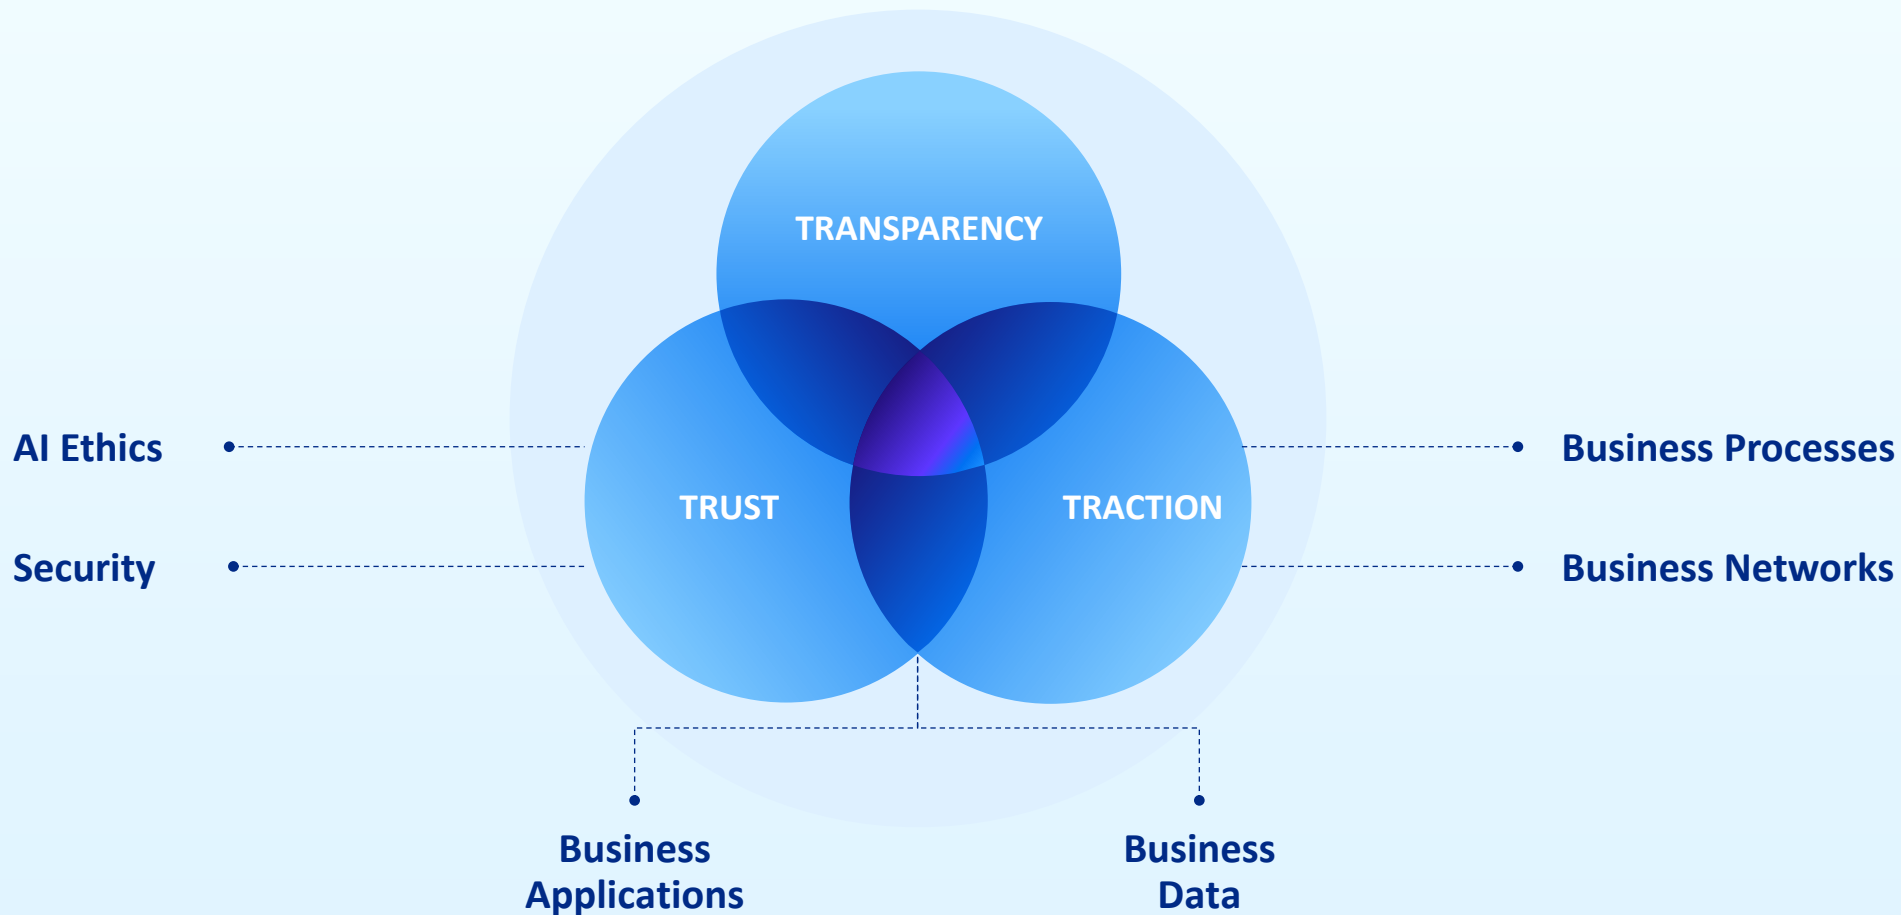 TRANSPARENCY
AI Ethics
Business Processes
TRUST
TRACTION
Security
Business Networks
Business
Applications
Business
Data